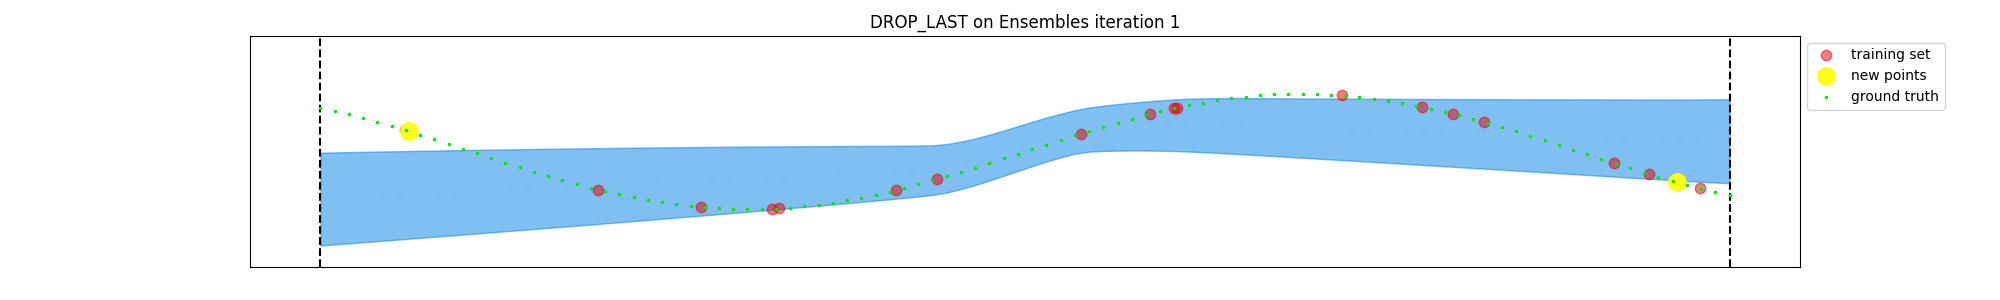 DROP_LAST on Ensembles iteration 1
training set
new points
ground truth